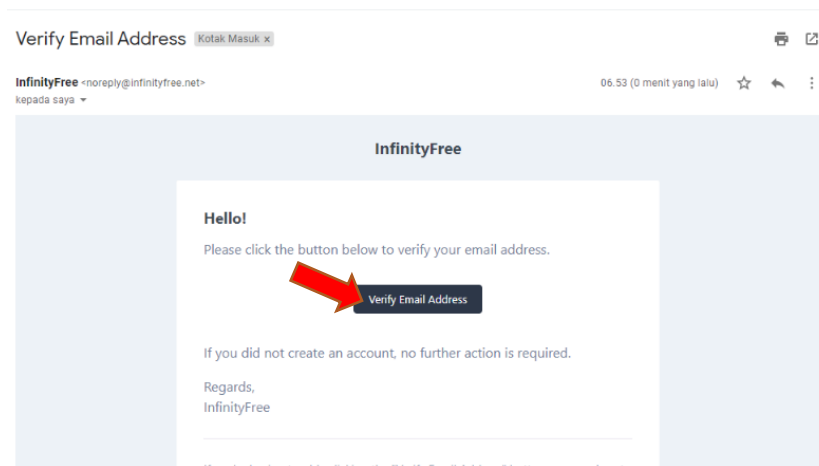 Verify Email Address Kotak Masuk x
InfinityFree <noreply@infinityfree.net> 06.53 (0 menit yang lalu)
kepada saya
InfinityFree
Hello!
Please click the button below to verify your email address.
Verify Email Address
If you did not create an account, no further action is required.
Regards,
InfinityFree